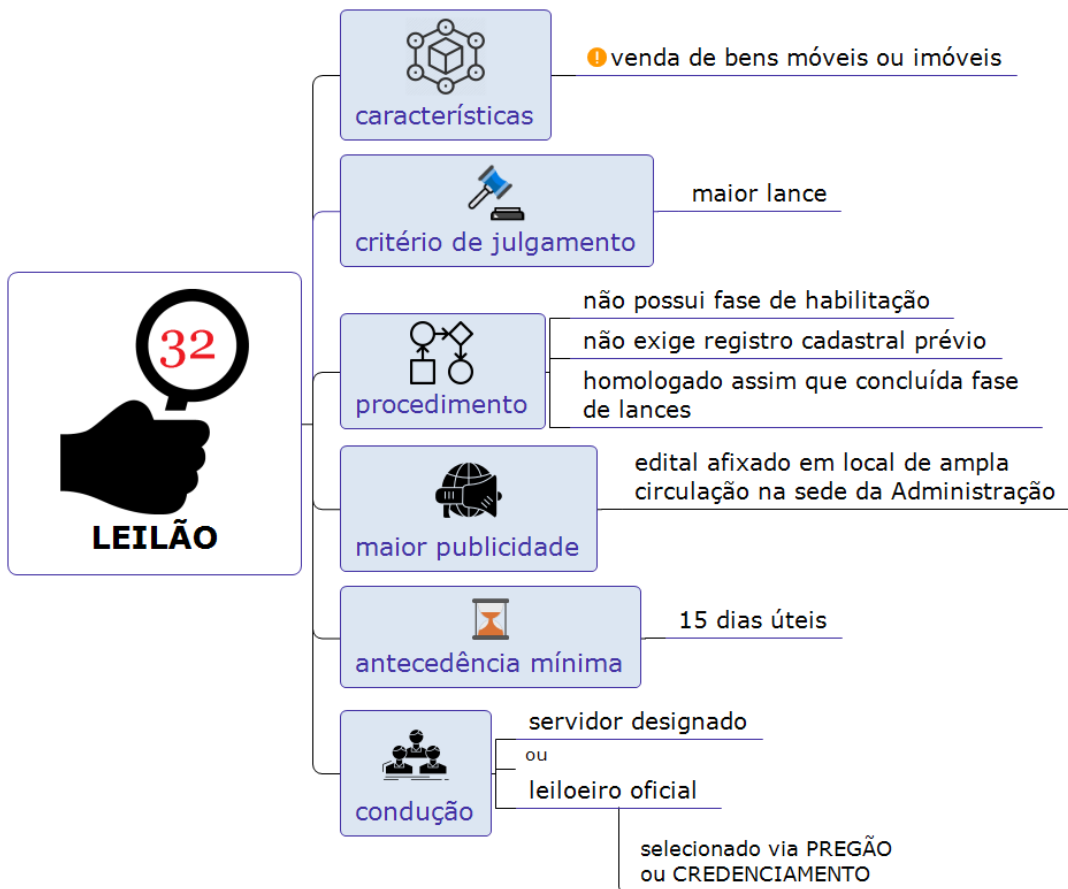 características
! venda de bens móveis ou imóveis
critério de julgamento
maior lance
32
LEILÃO
procedimento
não possui fase de habilitação
não exige registro cadastral prévio
homologado assim que concluída fase
de lances
maior publicidade
edital afixado em local de ampla
circulação na sede da Administração
antecedência mínima
15 dias úteis
condução
servidor designado
ou
leiloeiro oficial
selecionado via PREGÃO
ou CREDENCIAMENTO